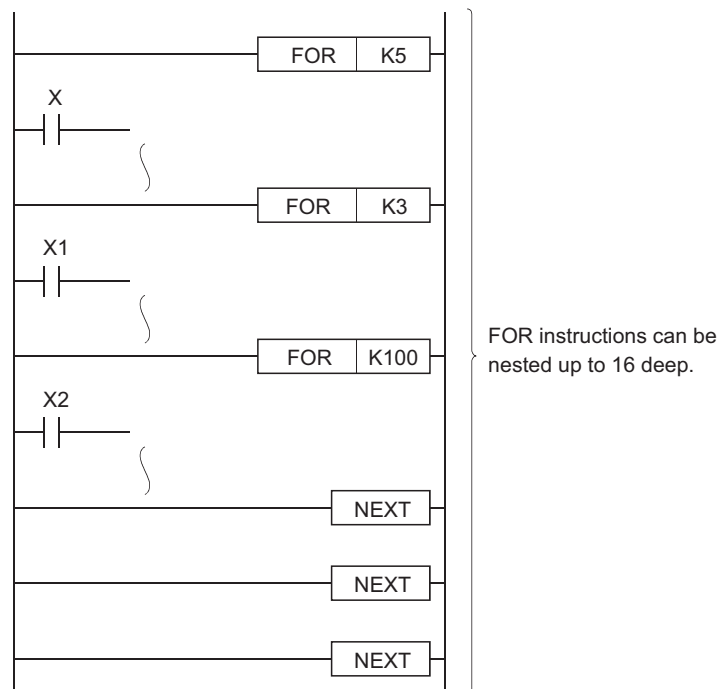 FOR K5
X
FOR K3
X1
FOR K100
X2
FOR instructions can be
nested up to 16 deep.
NEXT
NEXT
NEXT